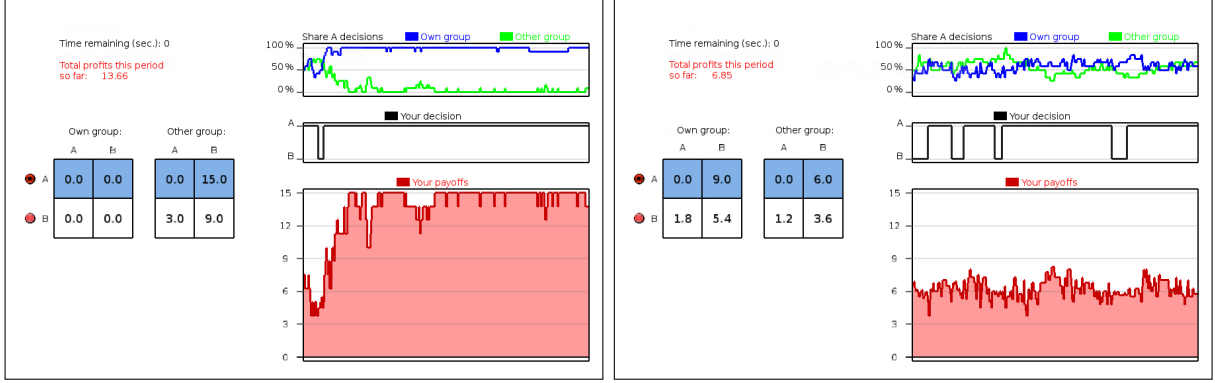 Time remaining (sec.): 0
Total profits this period
so far: 13.66
Own group: Other group:
A B A B
A 0.0 0.0 0.0 15.0
B 0.0 0.0 3.0 9.0
Share A decisions Own group Other group
100 %
50 %
0 %
Your decision
A
B
Your payoffs
15
12
9
6
3
0
Time remaining (sec.): 0
Total profits this period
so far: 6.85
Own group: Other group:
A B A B
A 0.0 9.0 0.0 6.0
B 1.8 5.4 1.2 3.6
Share A decisions Own group Other group
100 %
50 %
0 %
Your decision
A
B
Your payoffs
15
12
9
6
3
0